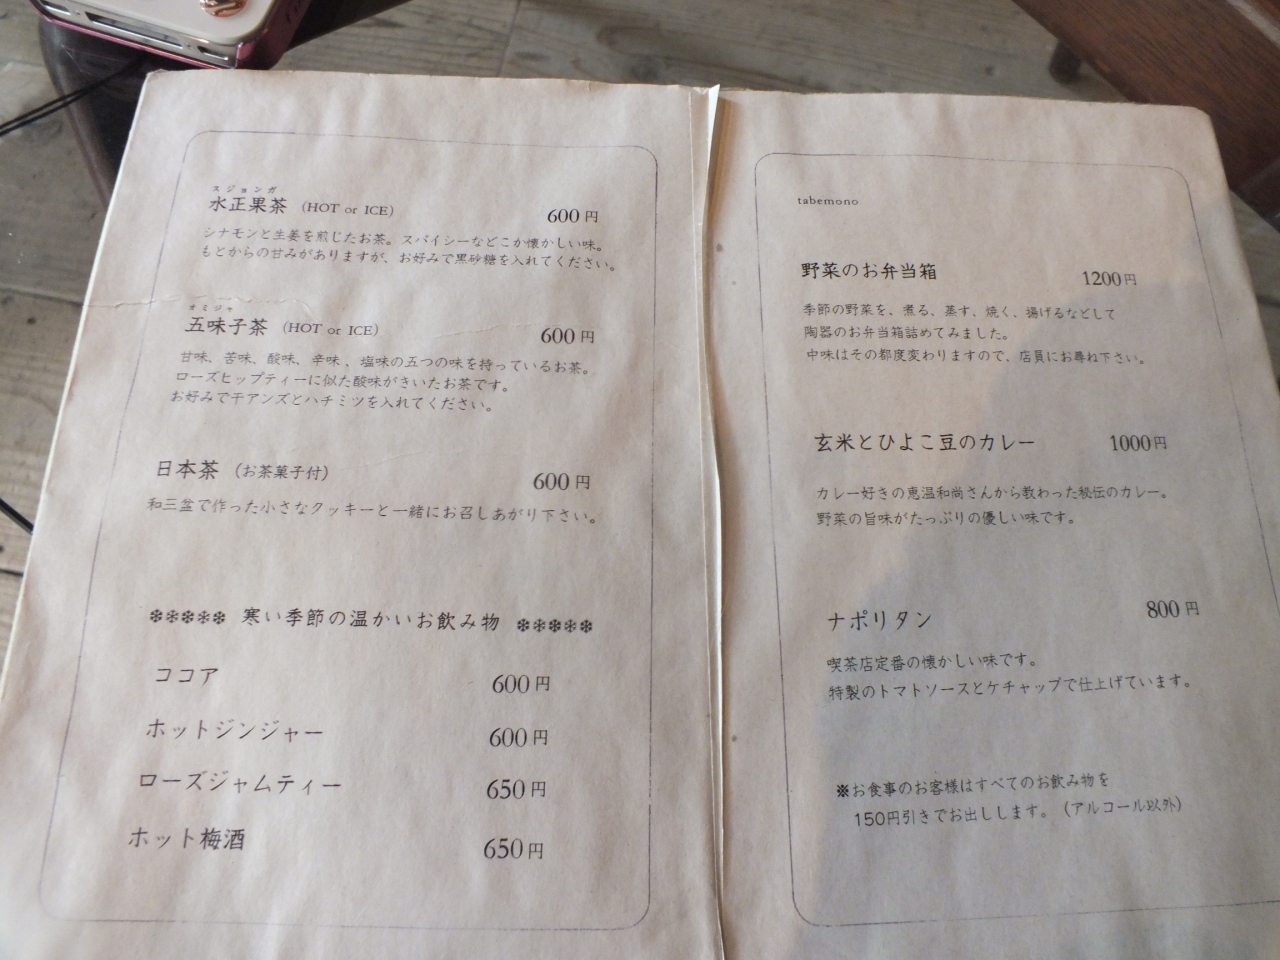 スジョンガ
水正果茶 (HOT or ICE) 600円
シナモンと生姜を煎じたお茶。スパイシーなどこか懐かしい味。
もとからの甘みがありますが、お好みで黒砂糖を入れてください。
オミジャ
五味子茶 (HOT or ICE) 600円
甘味、苦味、酸味、辛味、塩味の五つの味を持っているお茶。
ローズヒップティーに似た酸味がきいたお茶です。
お好みで干アンズとハチミツを入れてください。
日本茶 (お茶菓子付) 600円
和三盆で作った小さなクッキーと一緒にお召しあがり下さい。
❄❄❄❄❄ 寒い季節の温かいお飲み物 ❄❄❄❄❄
ココア 600円
ホットジンジャー 600円
ローズジャムティー 650円
ホット梅酒 650円
tabemono
野菜のお弁当箱 1200円
季節の野菜を、煮る、蒸す、焼く、揚げるなどして
陶器のお弁当箱詰めてみました。
中味はその都度変わりますので、店員にお尋ね下さい。
玄米とひよこ豆のカレー 1000円
カレー好きの恵温和尚さんから教わった秘伝のカレー。
野菜の旨味がたっぷりの優しい味です。
ナポリタン 800円
喫茶店定番の懐かしい味です。
特製のトマトソースとケチャップで仕上げています。
※お食事のお客様はすべてのお飲み物を
150円引きでお出しします。(アルコール以外)